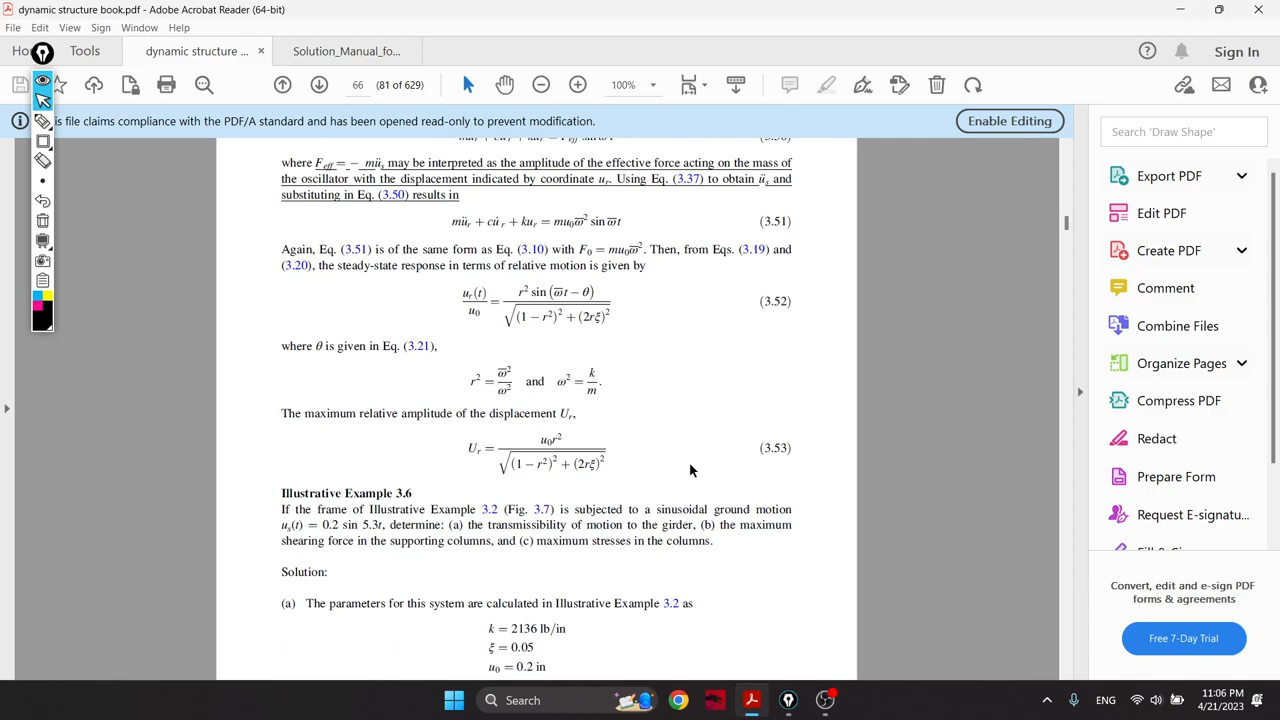 dynamic structure book.pdf - Adobe Acrobat Reader (64-bit)
File Edit View Sign Window Help
Tools dynamic structure ... × Solution_Manual_fo... Sign In
66 (81 of 629) 100%
is file claims compliance with the PDF/A standard and has been opened read-only to prevent modification. Enable Editing
where F_eff = − mü_s may be interpreted as the amplitude of the effective force acting on the mass of
the oscillator with the displacement indicated by coordinate u_r. Using Eq. (3.37) to obtain ü_s and
substituting in Eq. (3.50) results in
mü_r + cu̇_r + ku_r = mu_0ω̅² sin ω̅ t (3.51)
Again, Eq. (3.51) is of the same form as Eq. (3.10) with F_0 = mu_0ω̅². Then, from Eqs. (3.19) and
(3.20), the steady-state response in terms of relative motion is given by
u_r(t)/u_0 = r² sin (ω̅ t − θ) / √((1 − r²)² + (2rξ)²) (3.52)
where θ is given in Eq. (3.21),
r² = ω̅²/ω² and ω² = k/m.
The maximum relative amplitude of the displacement U_r,
U_r = u_0r² / √((1 − r²)² + (2rξ)²) (3.53)
Illustrative Example 3.6
If the frame of Illustrative Example 3.2 (Fig. 3.7) is subjected to a sinusoidal ground motion
u_s(t) = 0.2 sin 5.3t, determine: (a) the transmissibility of motion to the girder, (b) the maximum
shearing force in the supporting columns, and (c) maximum stresses in the columns.
Solution:
(a) The parameters for this system are calculated in Illustrative Example 3.2 as
k = 2136 lb/in
ξ = 0.05
u_0 = 0.2 in
Search 'Draw Shape'
Export PDF
Edit PDF
Create PDF
Comment
Combine Files
Organize Pages
Compress PDF
Redact
Prepare Form
Request E-signatu...
Convert, edit and e-sign PDF
forms & agreements
Free 7-Day Trial
Search
ENG
11:06 PM
4/21/2023